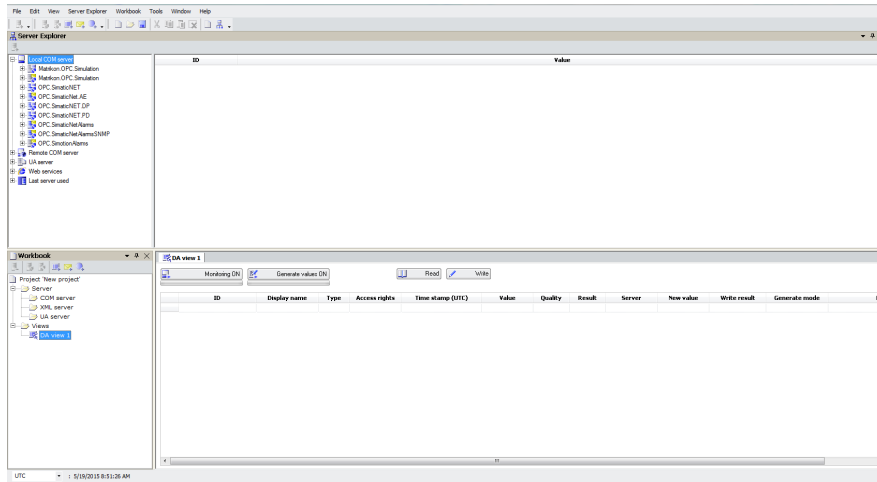 File Edit View Server Explorer Workbook Tools Window Help
Server Explorer
Local COM server
Matrikon.OPC.Simulation
Matrikon.OPC.Simulation
OPC.SimaticNET
OPC.SimaticNet.AE
OPC.SimaticNET.DP
OPC.SimaticNET.PD
OPC.SimaticNetAlarms
OPC.SimaticNetAlarmsSNMP
OPC.SimotionAlarms
Remote COM server
UA server
Web services
Last server used
ID Value
Workbook
Project 'New project'
Server
COM server
XML server
UA server
Views
DA view 1
DA view 1
Monitoring ON Generate values ON Read Write
ID Display name Type Access rights Time stamp (UTC) Value Quality Result Server New value Write result Generate mode
UTC : 5/19/2015 8:51:26 AM